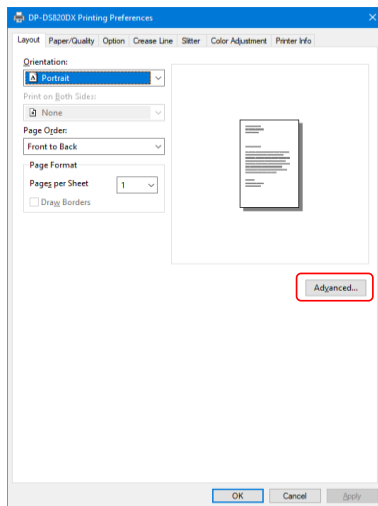 DP-DS820DX Printing Preferences
Layout Paper/Quality Option Crease Line Slitter Color Adjustment Printer Info
Orientation:
A Portrait
Print on Both Sides:
None
Page Order:
Front to Back
Page Format
Pages per Sheet 1
Draw Borders
Advanced...
OK Cancel Apply